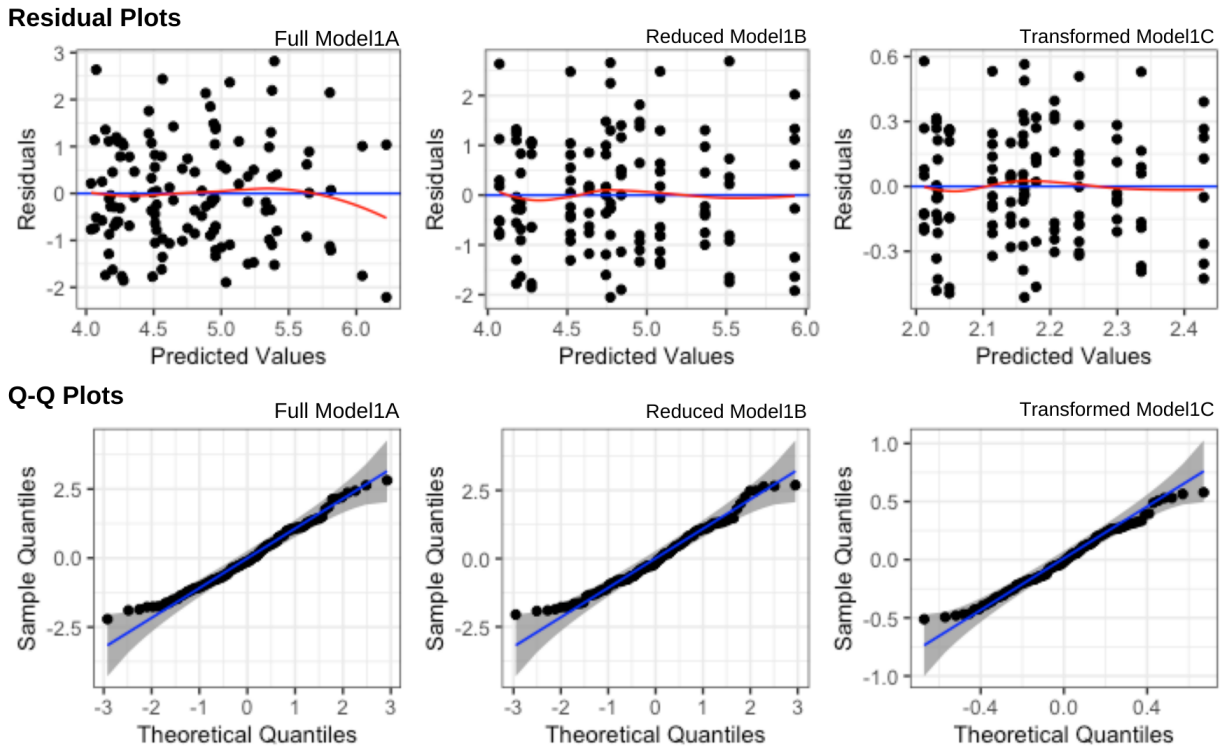 Residual Plots
Full Model1A
Reduced Model1B
Transformed Model1C
3
2
1
0
-1
-2
Residuals
4.0 4.5 5.0 5.5 6.0
Predicted Values
2
1
0
-1
-2
Residuals
4.0 4.5 5.0 5.5 6.0
Predicted Values
0.6
0.3
0.0
-0.3
Residuals
2.0 2.1 2.2 2.3 2.4
Predicted Values
Q-Q Plots
Full Model1A
Reduced Model1B
Transformed Model1C
2.5
0.0
-2.5
Sample Quantiles
-3 -2 -1 0 1 2 3
Theoretical Quantiles
2.5
0.0
-2.5
Sample Quantiles
-3 -2 -1 0 1 2 3
Theoretical Quantiles
1.0
0.5
0.0
-0.5
-1.0
Sample Quantiles
-0.4 0.0 0.4
Theoretical Quantiles